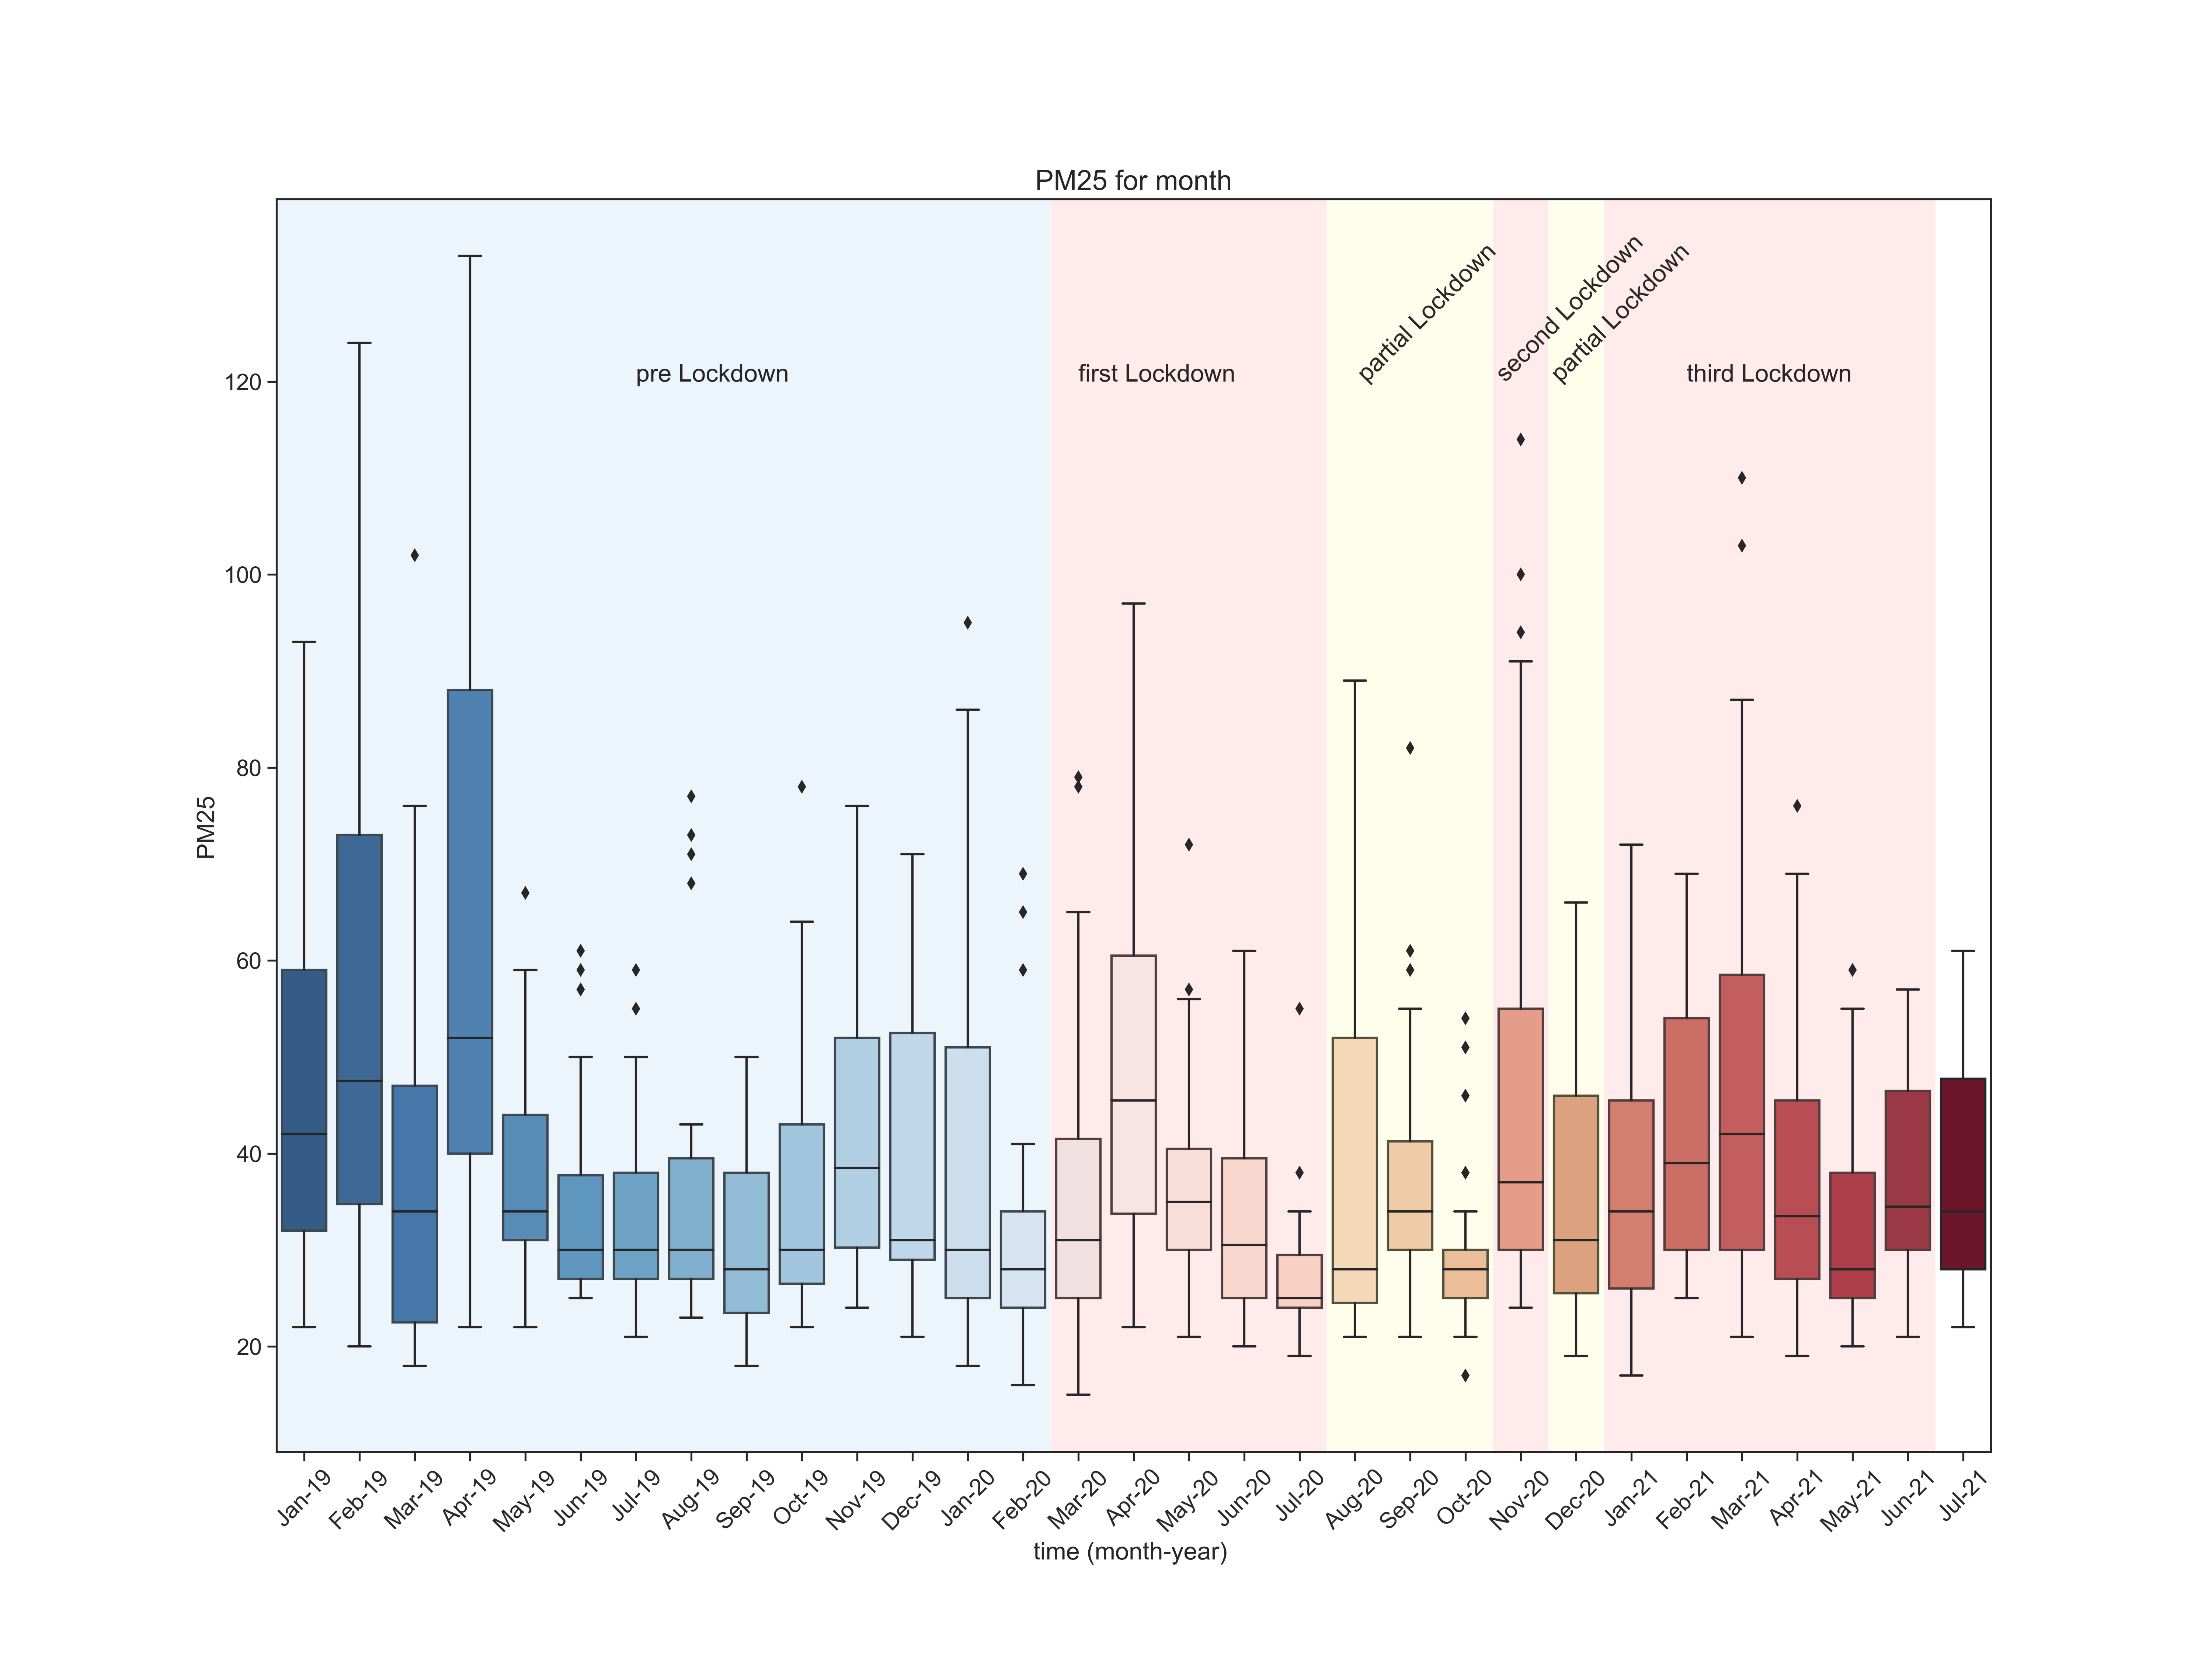 PM25 for month
partial Lockdown
second Lockdown
partial Lockdown
pre Lockdown
first Lockdown
third Lockdown
120
100
80
60
40
20
PM25
Jan-19
Feb-19
Mar-19
Apr-19
May-19
Jun-19
Jul-19
Aug-19
Sep-19
Oct-19
Nov-19
Dec-19
Jan-20
Feb-20
Mar-20
Apr-20
May-20
Jun-20
Jul-20
Aug-20
Sep-20
Oct-20
Nov-20
Dec-20
Jan-21
Feb-21
Mar-21
Apr-21
May-21
Jun-21
Jul-21
time (month-year)